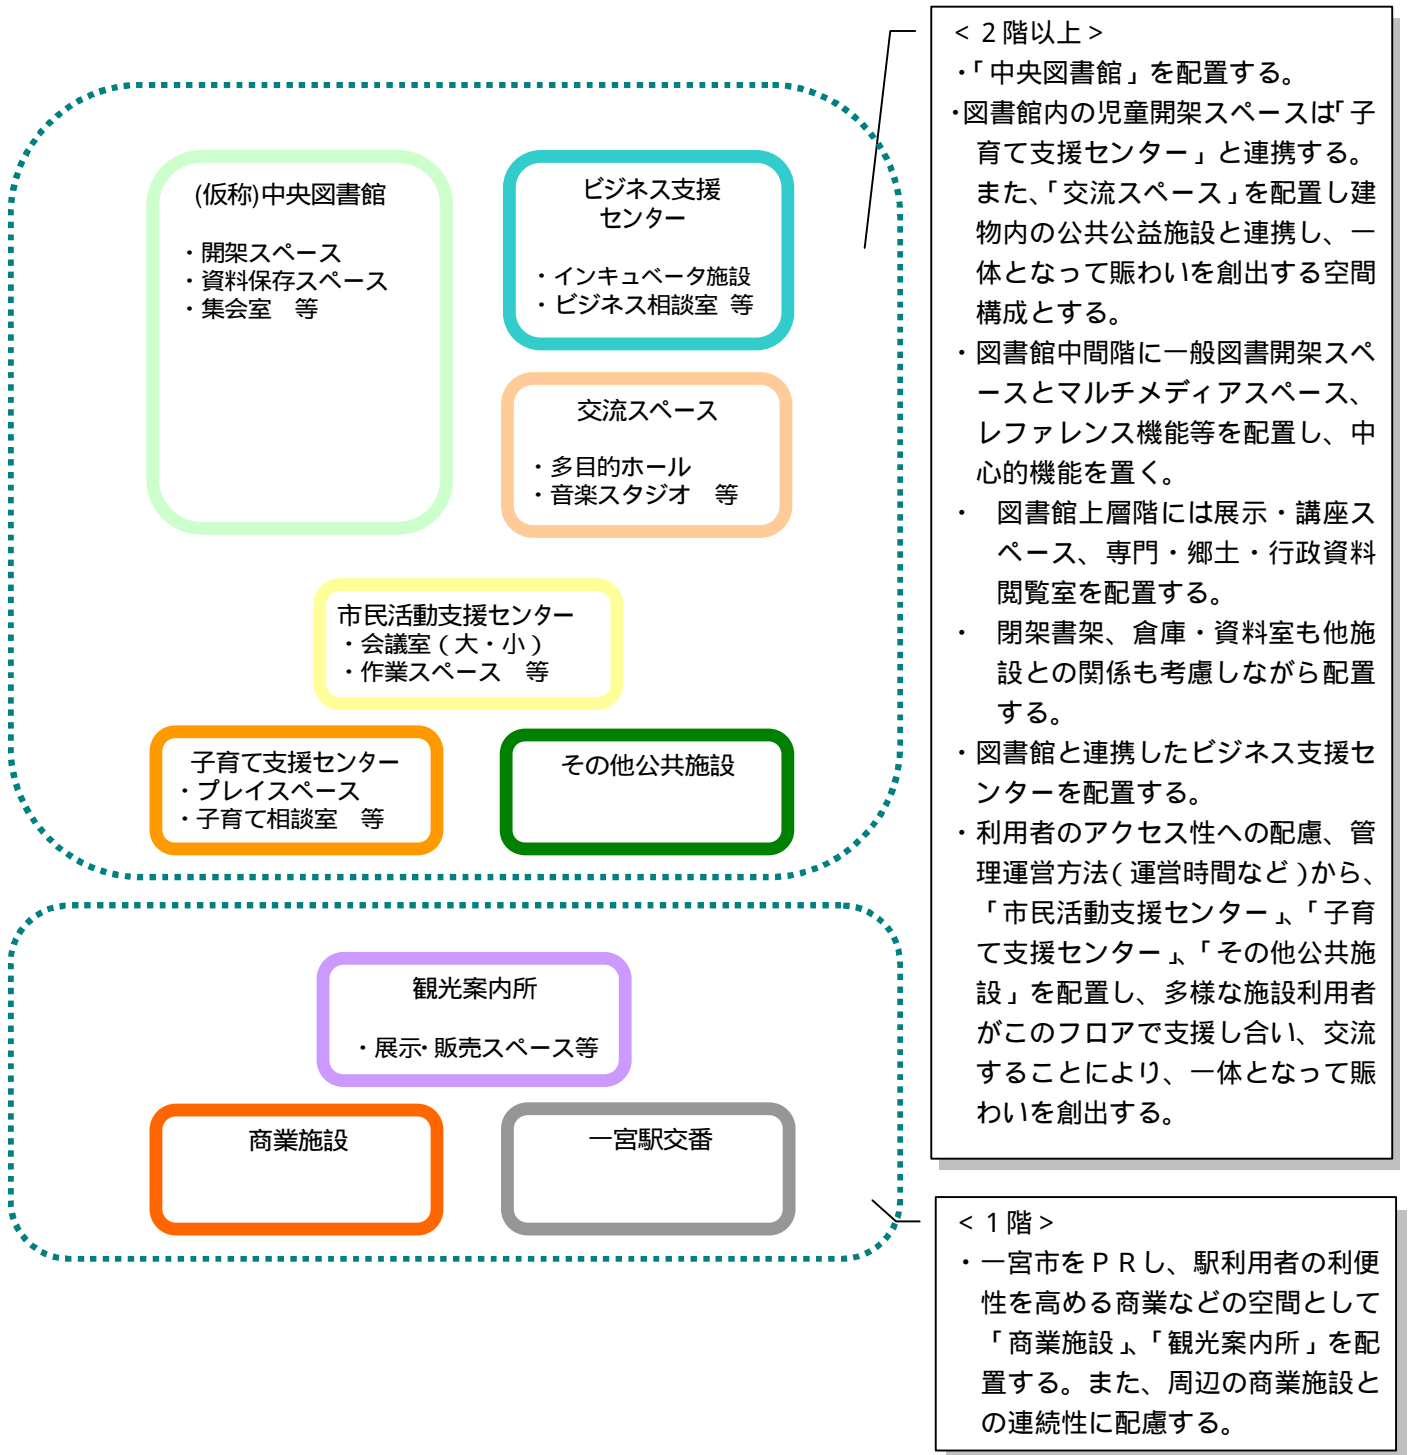 (仮称)中央図書館
・開架スペース
・資料保存スペース
・集会室　等
ビジネス支援
センター
・インキュベータ施設
・ビジネス相談室 等
交流スペース
・多目的ホール
・音楽スタジオ　等
市民活動支援センター
・会議室（大・小）
・作業スペース　等
子育て支援センター
・プレイスペース
・子育て相談室　等
その他公共施設
観光案内所
・展示・販売スペース等
商業施設
一宮駅交番
＜２階以上＞
・「中央図書館」を配置する。
・図書館内の児童開架スペースは「子
育て支援センター」と連携する。
また、「交流スペース」を配置し建
物内の公共公益施設と連携し、一
体となって賑わいを創出する空間
構成とする。
・図書館中間階に一般図書開架スペ
ースとマルチメディアスペース、
レファレンス機能等を配置し、中
心的機能を置く。
・　図書館上層階には展示・講座ス
ペース、専門・郷土・行政資料
閲覧室を配置する。
・　閉架書架、倉庫・資料室も他施
設との関係も考慮しながら配置
する。
・図書館と連携したビジネス支援セ
ンターを配置する。
・利用者のアクセス性への配慮、管
理運営方法（運営時間など）から、
「市民活動支援センター」、「子育
て支援センター」、「その他公共施
設」を配置し、多様な施設利用者
がこのフロアで支援し合い、交流
することにより、一体となって賑
わいを創出する。
＜１階＞
・一宮市をＰＲし、駅利用者の利便
性を高める商業などの空間として
「商業施設」、「観光案内所」を配
置する。また、周辺の商業施設と
の連続性に配慮する。